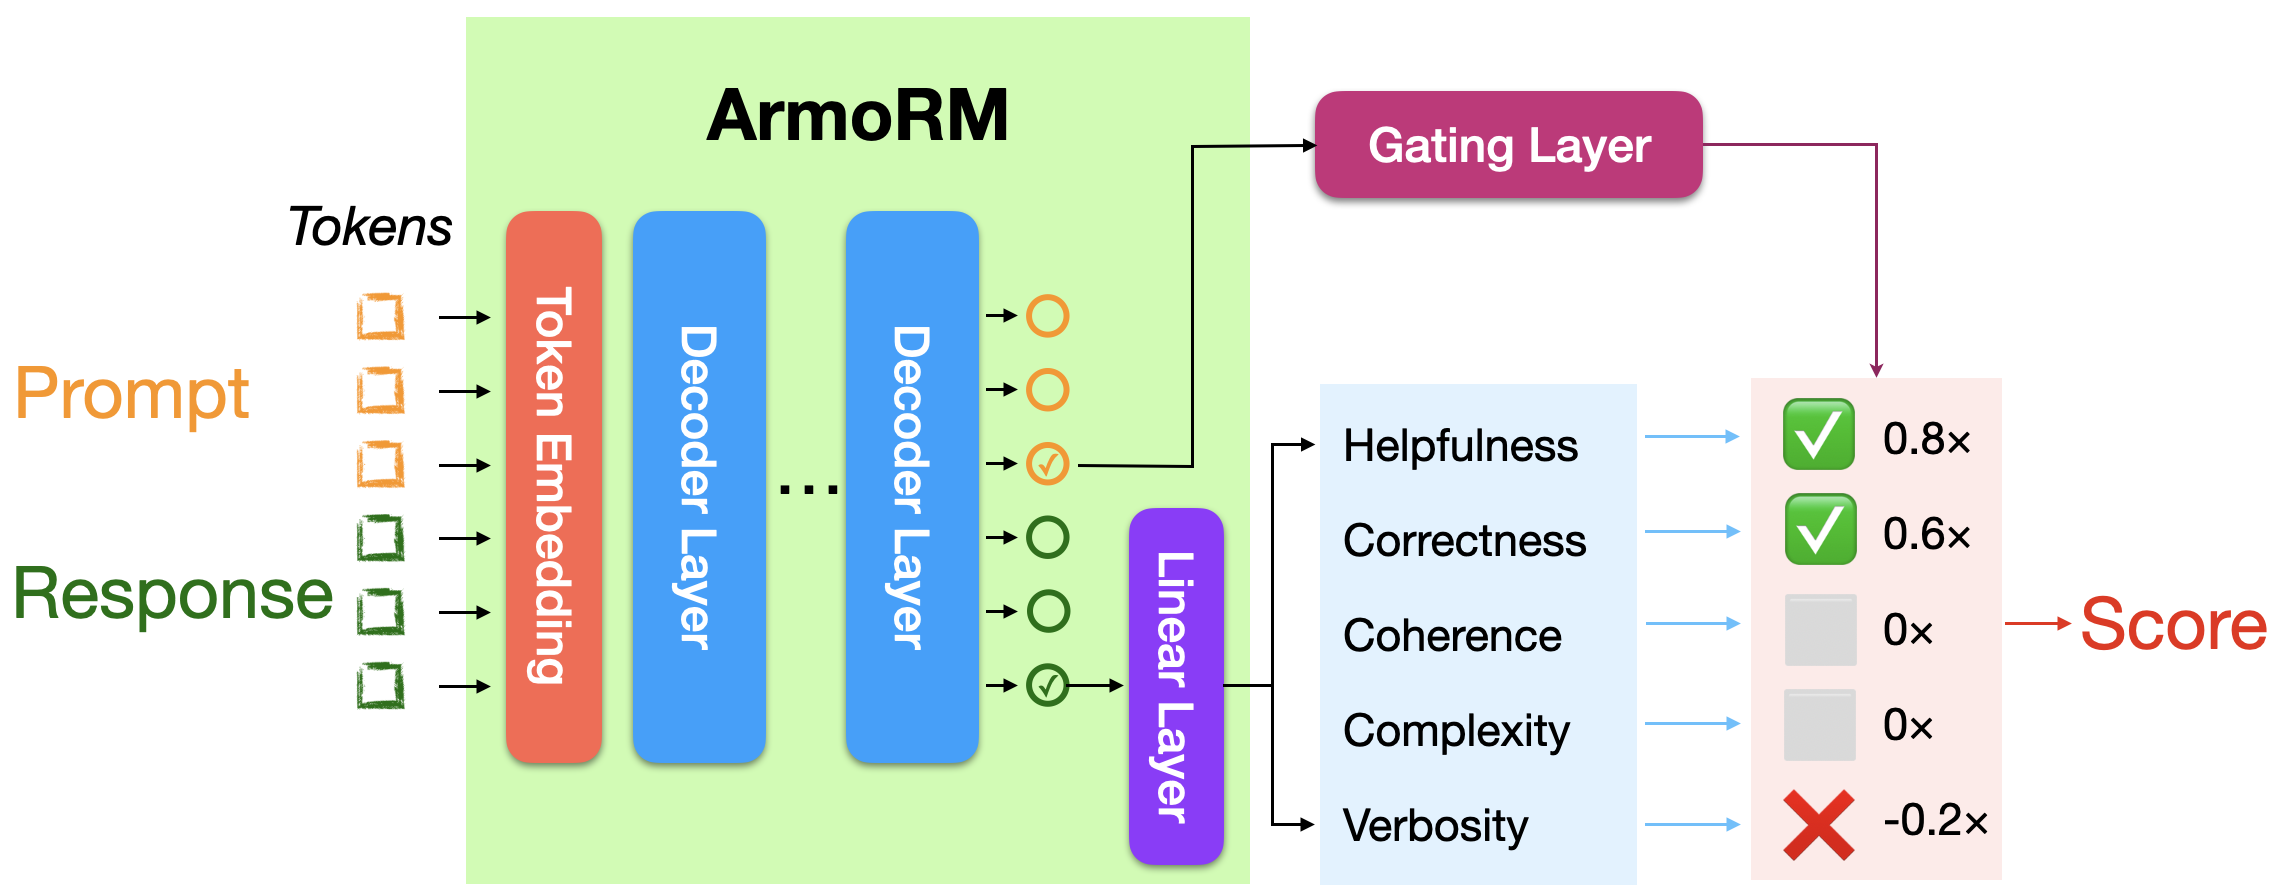 ArmoRM
Tokens
Prompt
Response
Token Embedding
Decoder Layer
...
Decoder Layer
Linear Layer
Gating Layer
Helpfulness
Correctness
Coherence
Complexity
Verbosity
0.8×
0.6×
0×
0×
-0.2×
Score